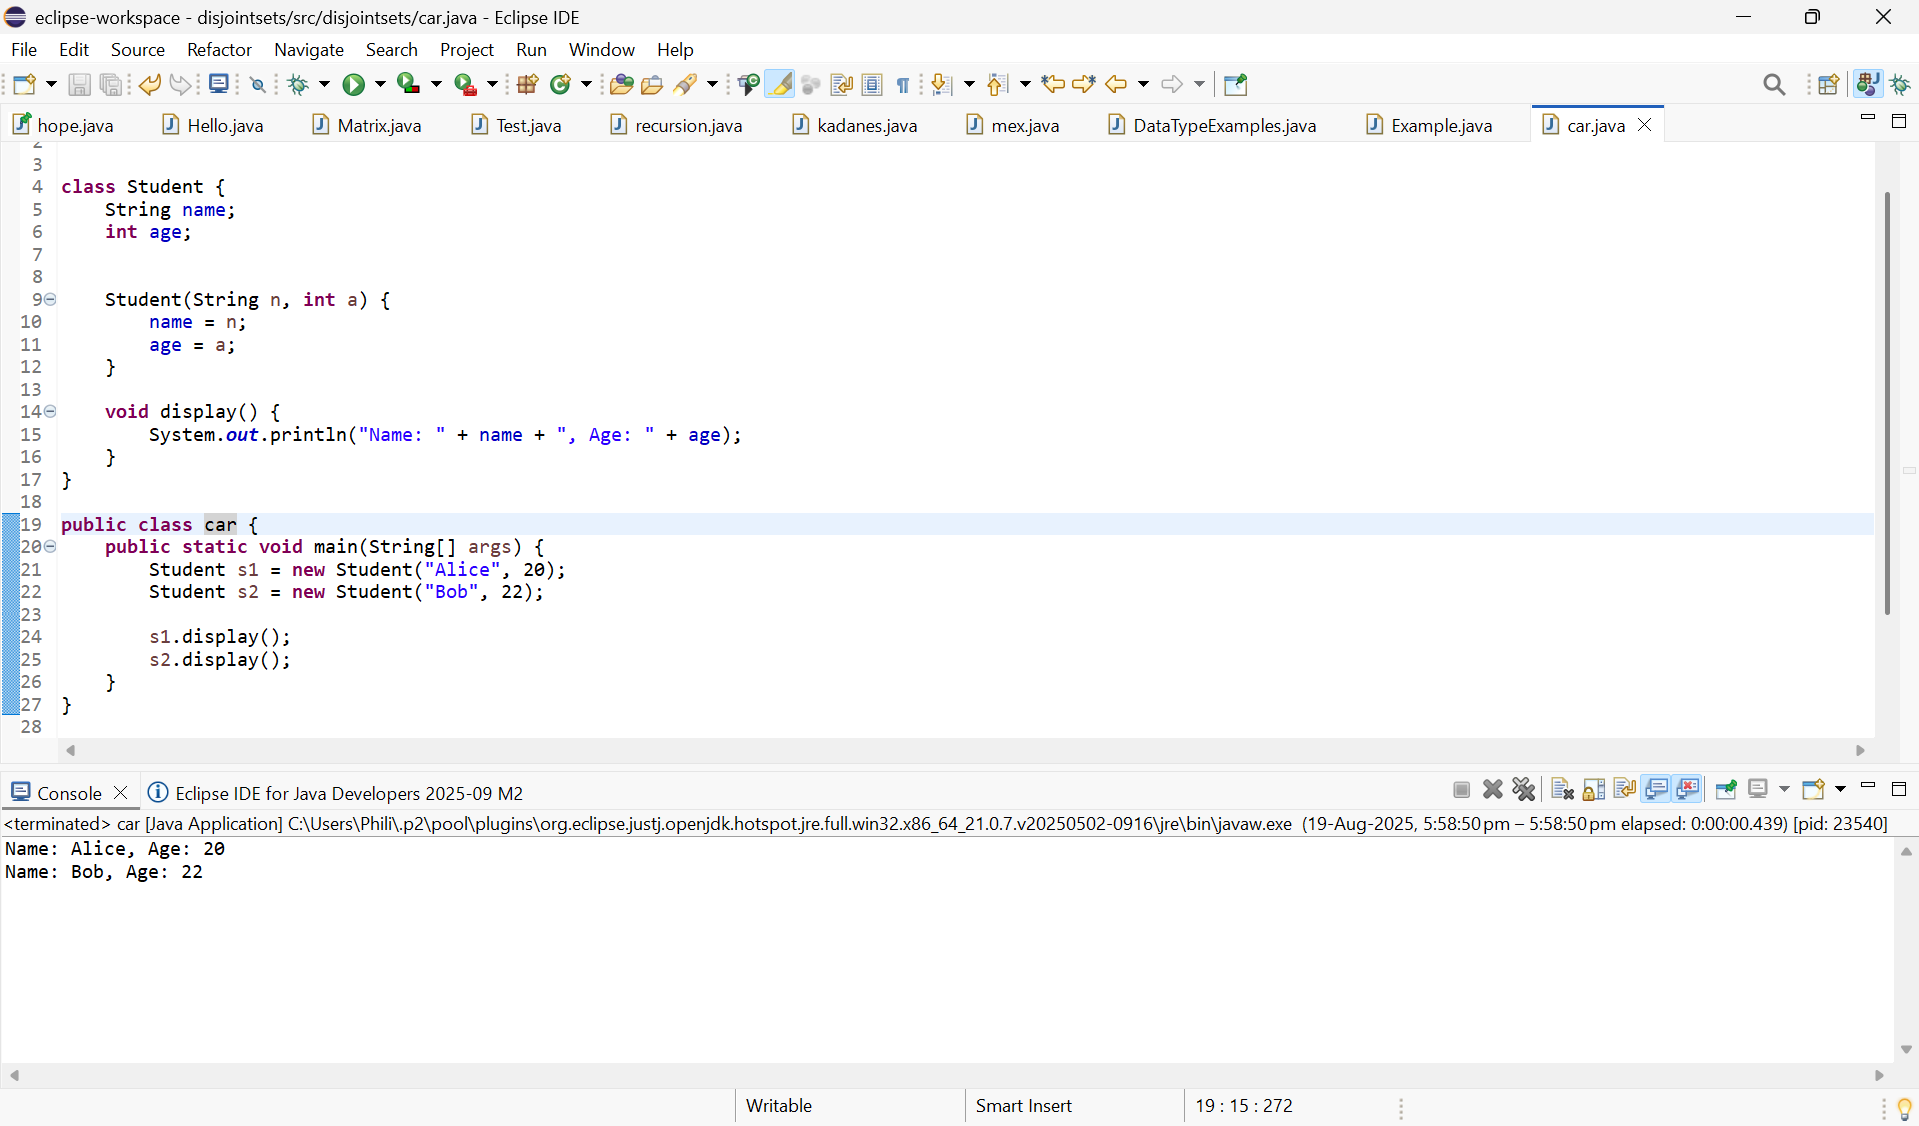 eclipse-workspace - disjointsets/src/disjointsets/car.java - Eclipse IDE
File Edit Source Refactor Navigate Search Project Run Window Help
hope.java Hello.java Matrix.java Test.java recursion.java kadanes.java mex.java DataTypeExamples.java Example.java car.java
2
3
4 class Student {
5     String name;
6     int age;
7
8
9     Student(String n, int a) {
10         name = n;
11         age = a;
12     }
13
14     void display() {
15         System.out.println("Name: " + name + ", Age: " + age);
16     }
17 }
18
19 public class car {
20     public static void main(String[] args) {
21         Student s1 = new Student("Alice", 20);
22         Student s2 = new Student("Bob", 22);
23
24         s1.display();
25         s2.display();
26     }
27 }
28
Console Eclipse IDE for Java Developers 2025-09 M2
<terminated> car [Java Application] C:\Users\Phili\.p2\pool\plugins\org.eclipse.justj.openjdk.hotspot.jre.full.win32.x86_64_21.0.7.v20250502-0916\jre\bin\javaw.exe (19-Aug-2025, 5:58:50 pm – 5:58:50 pm elapsed: 0:00:00.439) [pid: 23540]
Name: Alice, Age: 20
Name: Bob, Age: 22
Writable Smart Insert 19 : 15 : 272